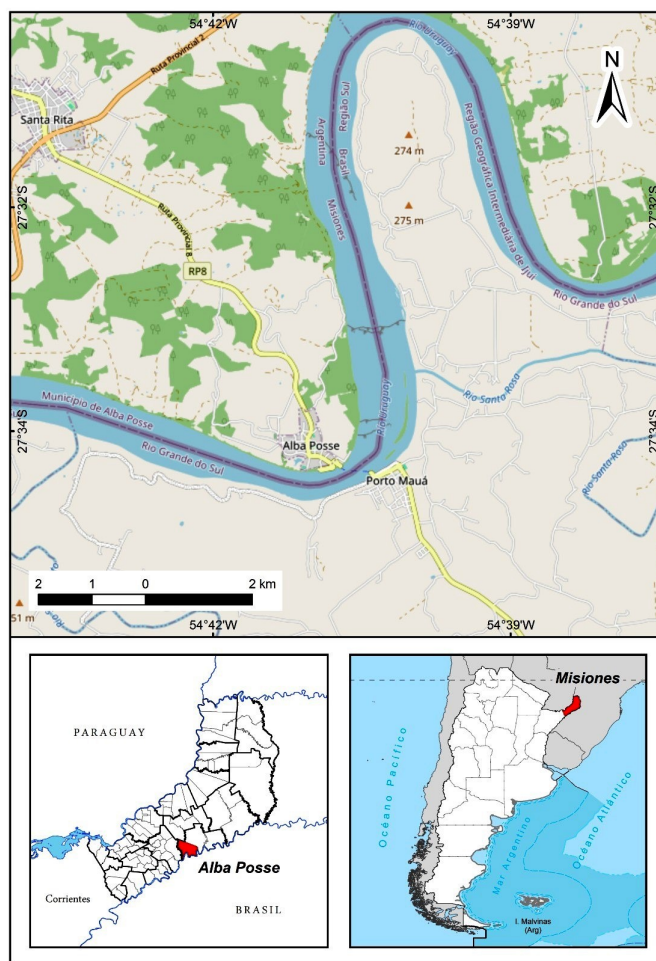 54°42'W
54°39'W
N
Río Uruguay
Ruta Provincial 2
Santa Rita
Argentina
Misiones
Região Sul
Brasil
274 m
275 m
Região Geográfica Intermediária de Ijuí
Rio Grande do Sul
27°32'S
27°32'S
Ruta Provincial 8
RP8
Rio Santa Rosa
Río Uruguay
Município de Alba Posse
Rio Grande do Sul
27°34'S
27°34'S
Alba Posse
Porto Mauá
Rio Santa Rosa
2 1 0 2 km
51 m
54°42'W
54°39'W
PARAGUAY
Alba Posse
Corrientes
BRASIL
Misiones
Océano Pacífico
Océano Atlántico
Mar Argentino
I. Malvinas
(Arg)